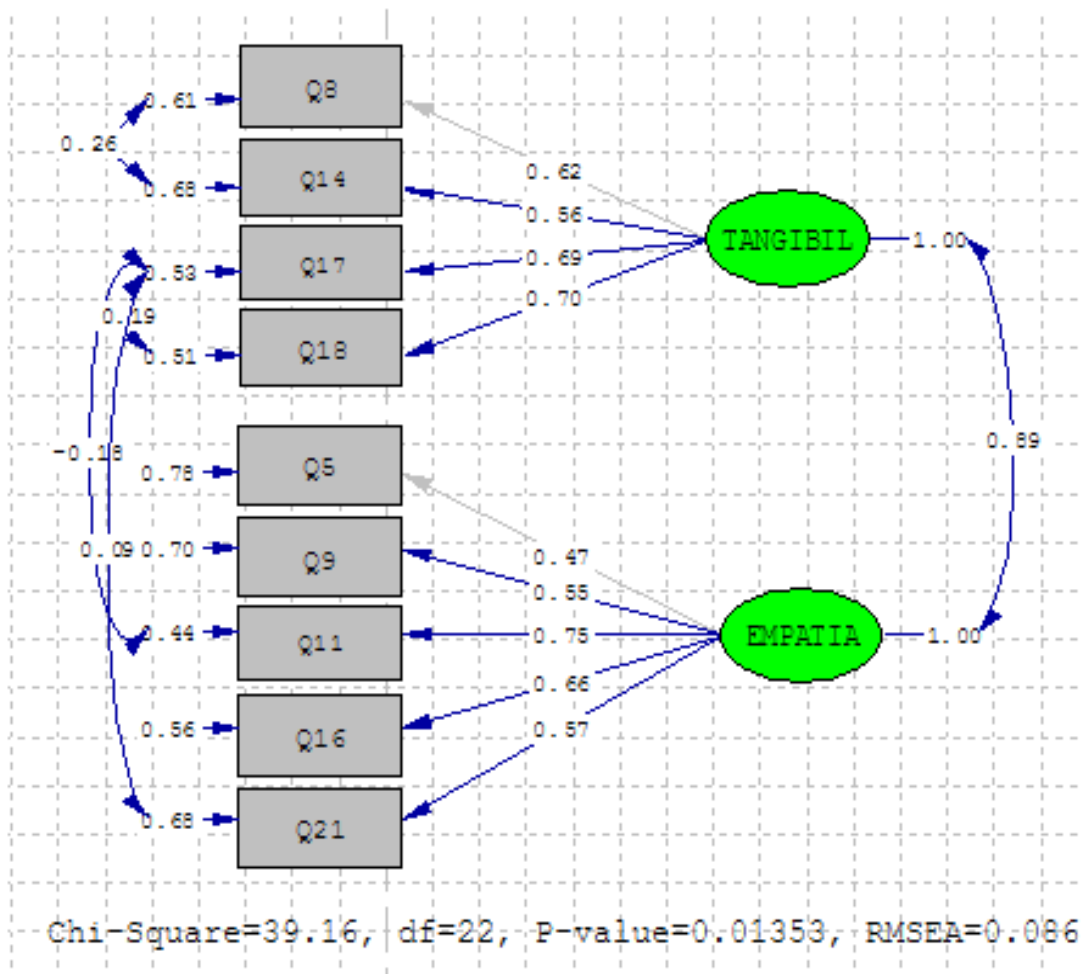 Q8
0.61
0.26
0.62
Q14
0.68
0.56
TANGIBIL
1.00
Q17
0.53
0.69
0.19
0.70
Q18
0.51
0.89
-0.18
Q5
0.78
0.47
0.09
0.70
Q9
0.55
0.44
Q11
0.75
EMPATIA
1.00
0.66
0.56
Q16
0.57
0.68
Q21
Chi-Square=39.16, df=22, P-value=0.01353, RMSEA=0.086